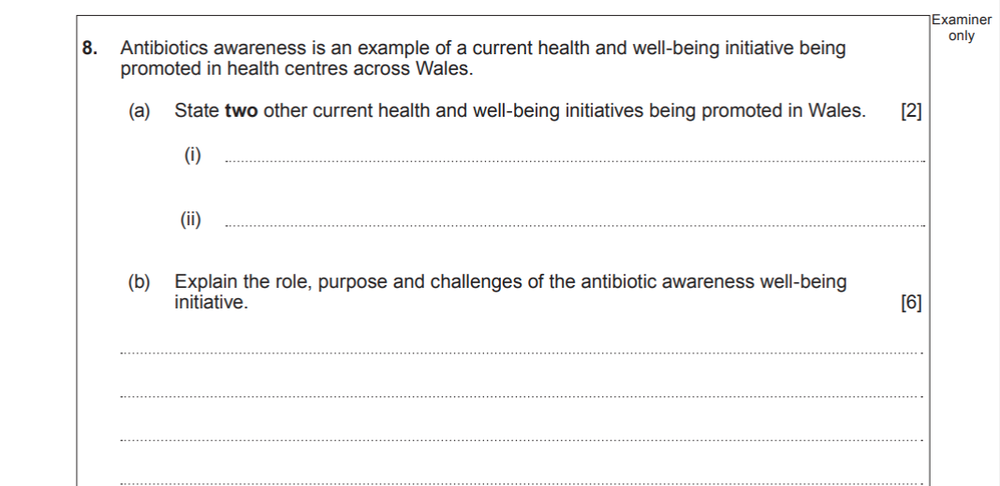 Examiner
only
8. Antibiotics awareness is an example of a current health and well-being initiative being
promoted in health centres across Wales.
(a) State two other current health and well-being initiatives being promoted in Wales. [2]
(i)
(ii)
(b) Explain the role, purpose and challenges of the antibiotic awareness well-being
initiative. [6]